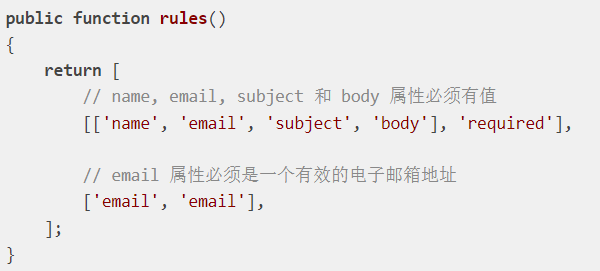 public function rules()
{
    return [
        // name, email, subject 和 body 属性必须有值
        [['name', 'email', 'subject', 'body'], 'required'],

        // email 属性必须是一个有效的电子邮箱地址
        ['email', 'email'],
    ];
}